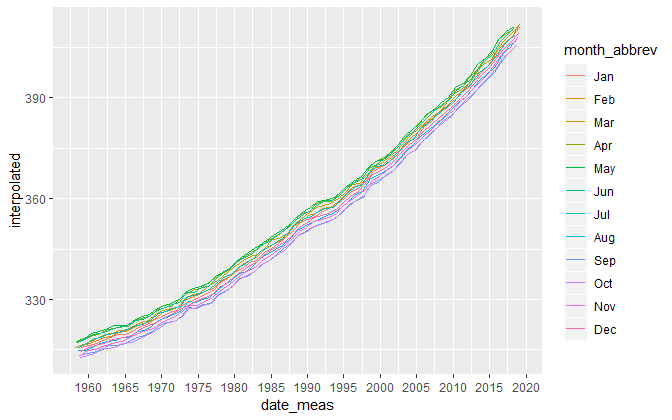 interpolated
390
360
330
1960 1965 1970 1975 1980 1985 1990 1995 2000 2005 2010 2015 2020
date_meas
month_abbrev
Jan
Feb
Mar
Apr
May
Jun
Jul
Aug
Sep
Oct
Nov
Dec